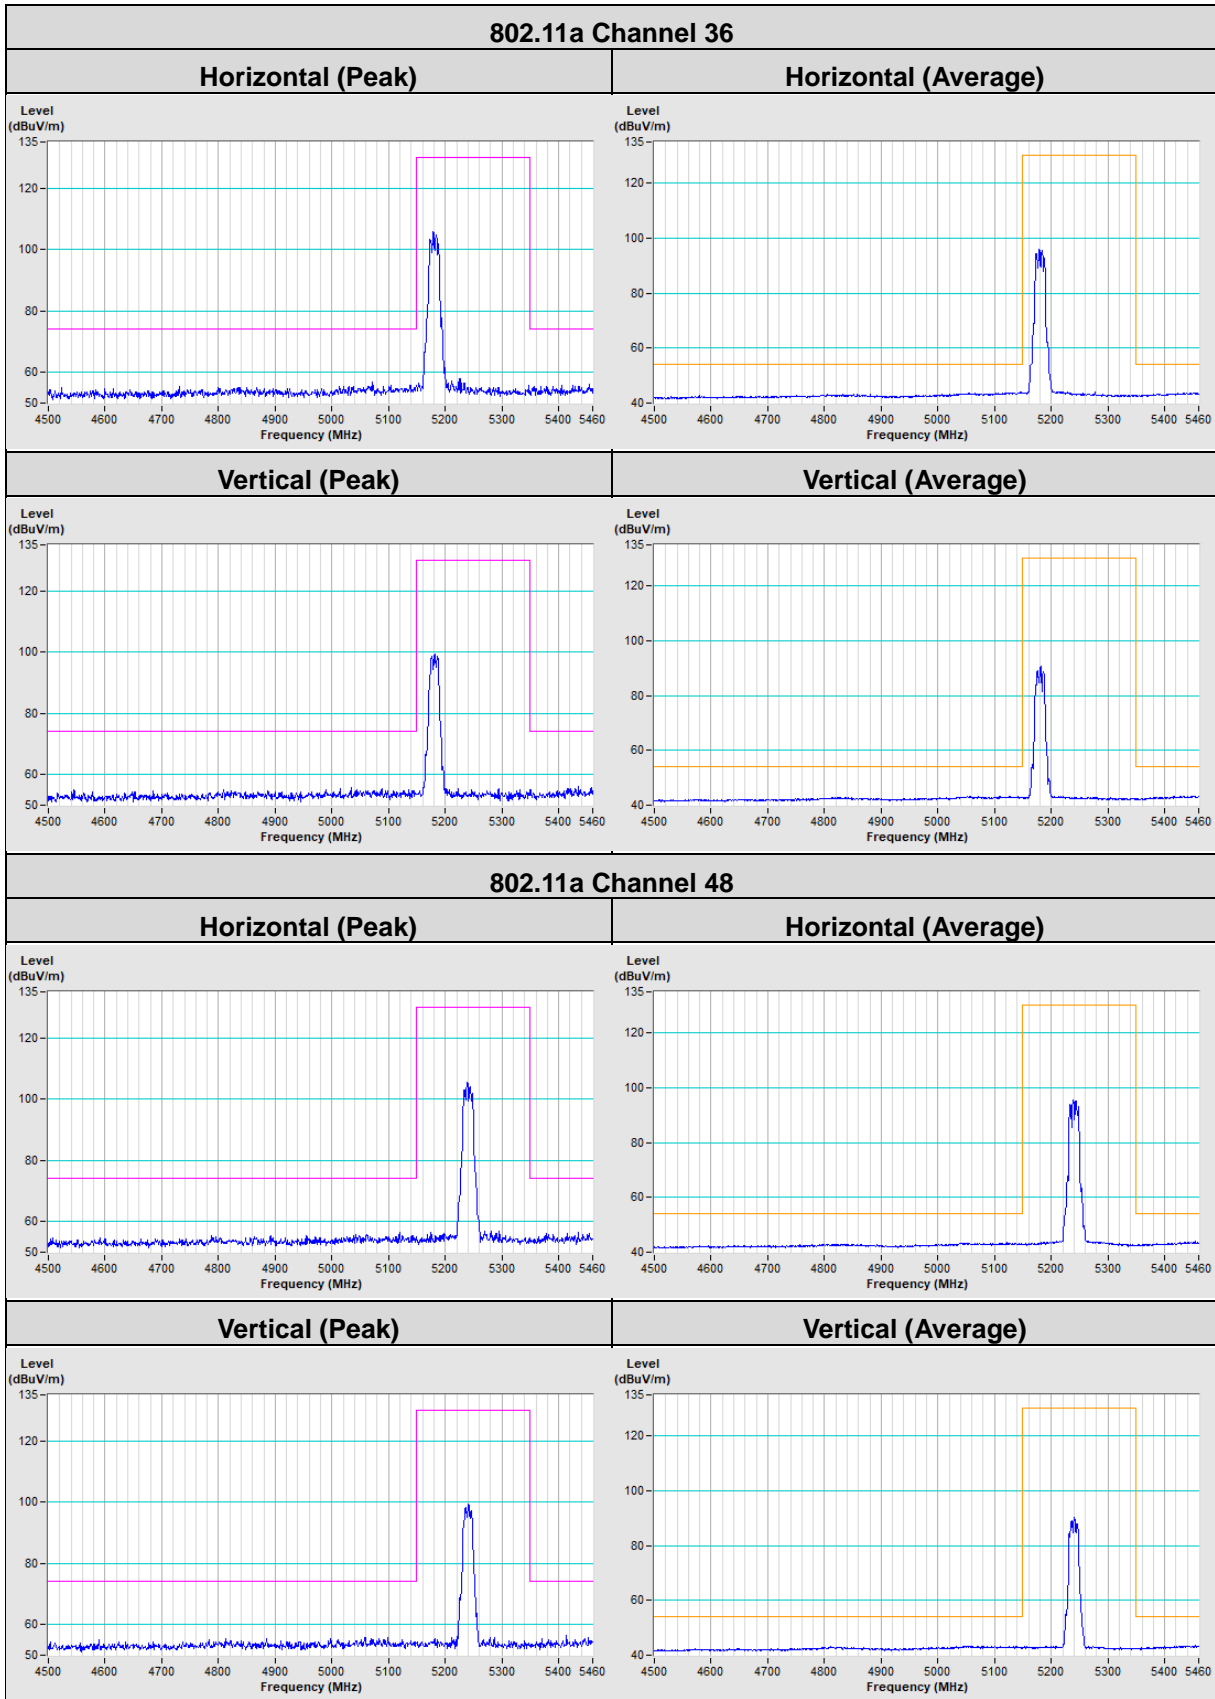 802.11a Channel 36
Horizontal (Peak)
Horizontal (Average)
Level
(dBuV/m)
135
120
100
80
60
50
4500 4600 4700 4800 4900 5000 5100 5200 5300 5400 5460
Frequency (MHz)
Level
(dBuV/m)
135
120
100
80
60
40
4500 4600 4700 4800 4900 5000 5100 5200 5300 5400 5460
Frequency (MHz)
Vertical (Peak)
Vertical (Average)
Level
(dBuV/m)
135
120
100
80
60
50
4500 4600 4700 4800 4900 5000 5100 5200 5300 5400 5460
Frequency (MHz)
Level
(dBuV/m)
135
120
100
80
60
40
4500 4600 4700 4800 4900 5000 5100 5200 5300 5400 5460
Frequency (MHz)
802.11a Channel 48
Horizontal (Peak)
Horizontal (Average)
Level
(dBuV/m)
135
120
100
80
60
50
4500 4600 4700 4800 4900 5000 5100 5200 5300 5400 5460
Frequency (MHz)
Level
(dBuV/m)
135
120
100
80
60
40
4500 4600 4700 4800 4900 5000 5100 5200 5300 5400 5460
Frequency (MHz)
Vertical (Peak)
Vertical (Average)
Level
(dBuV/m)
135
120
100
80
60
50
4500 4600 4700 4800 4900 5000 5100 5200 5300 5400 5460
Frequency (MHz)
Level
(dBuV/m)
135
120
100
80
60
40
4500 4600 4700 4800 4900 5000 5100 5200 5300 5400 5460
Frequency (MHz)